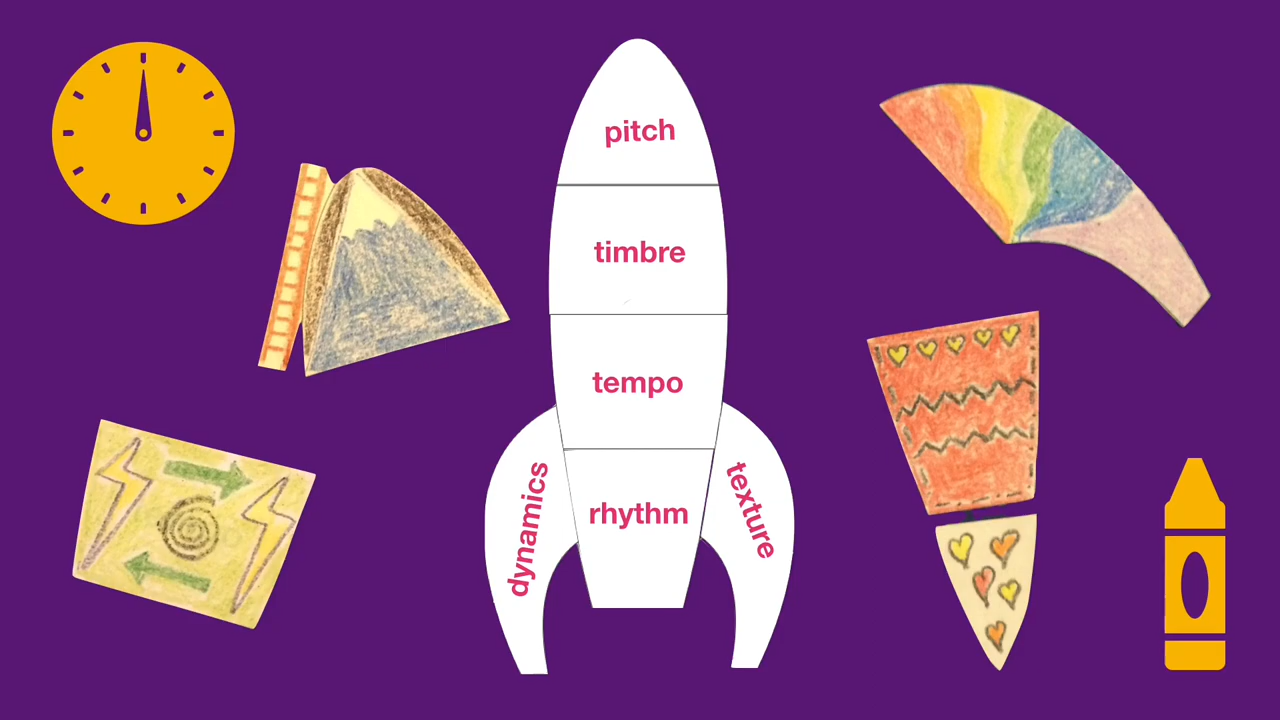 pitch
timbre
tempo
rhythm
dynamics
texture